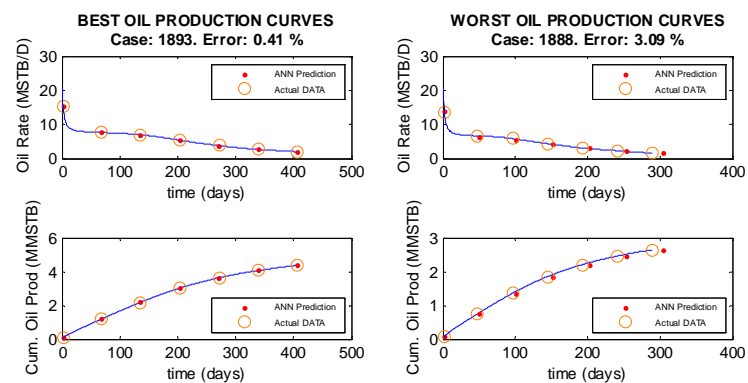 BEST OIL PRODUCTION CURVES
Case: 1893. Error: 0.41 %
Oil Rate (MSTB/D)
30
20
10
0
ANN Prediction
Actual DATA
0 100 200 300 400 500
time (days)
WORST OIL PRODUCTION CURVES
Case: 1888. Error: 3.09 %
Oil Rate (MSTB/D)
30
20
10
0
ANN Prediction
Actual DATA
0 100 200 300 400
time (days)
Cum. Oil Prod (MMSTB)
6
4
2
0
ANN Prediction
Actual DATA
0 100 200 300 400 500
time (days)
Cum. Oil Prod (MMSTB)
3
2
1
0
ANN Prediction
Actual DATA
0 100 200 300 400
time (days)